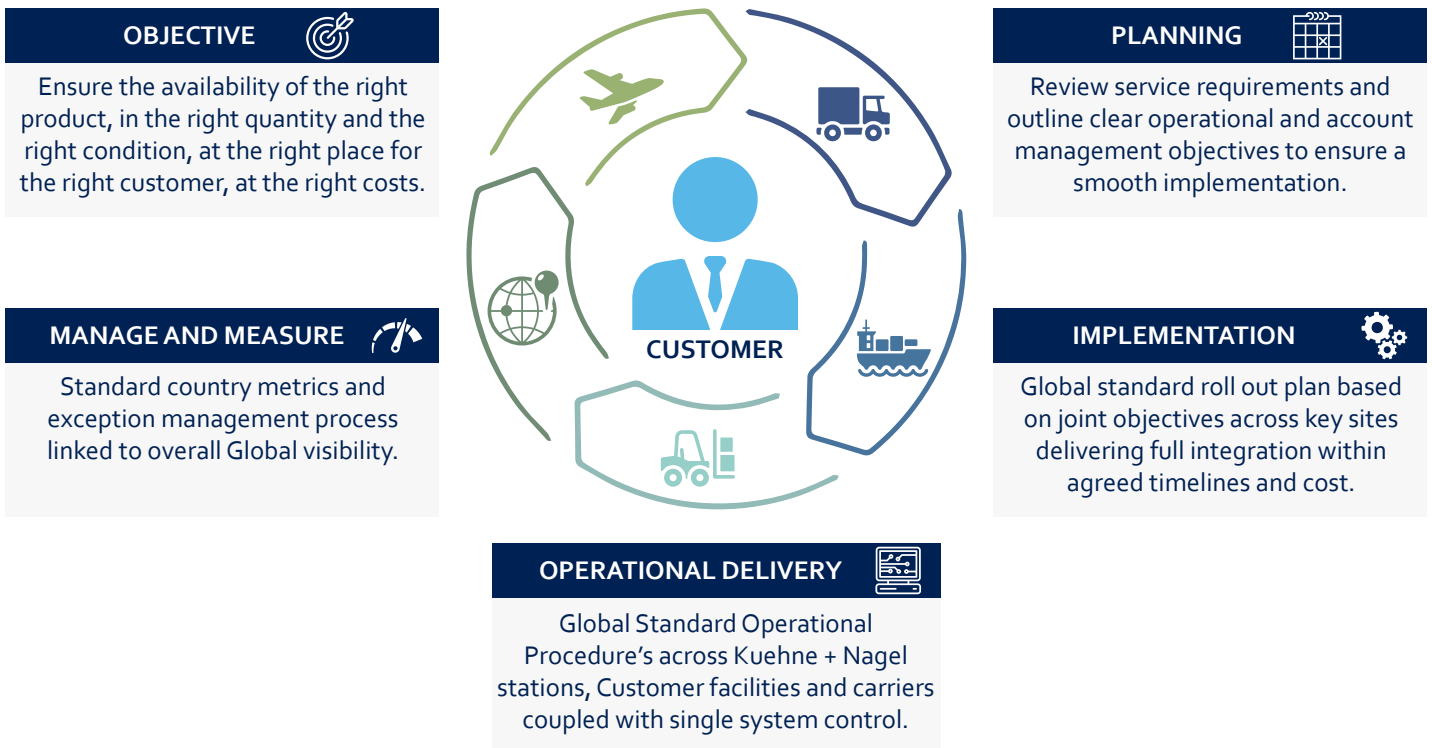 OBJECTIVE
Ensure the availability of the right
product, in the right quantity and the
right condition, at the right place for
the right customer, at the right costs.
PLANNING
Review service requirements and
outline clear operational and account
management objectives to ensure a
smooth implementation.
MANAGE AND MEASURE
Standard country metrics and
exception management process
linked to overall Global visibility.
CUSTOMER
IMPLEMENTATION
Global standard roll out plan based
on joint objectives across key sites
delivering full integration within
agreed timelines and cost.
OPERATIONAL DELIVERY
Global Standard Operational
Procedure's across Kuehne + Nagel
stations, Customer facilities and carriers
coupled with single system control.